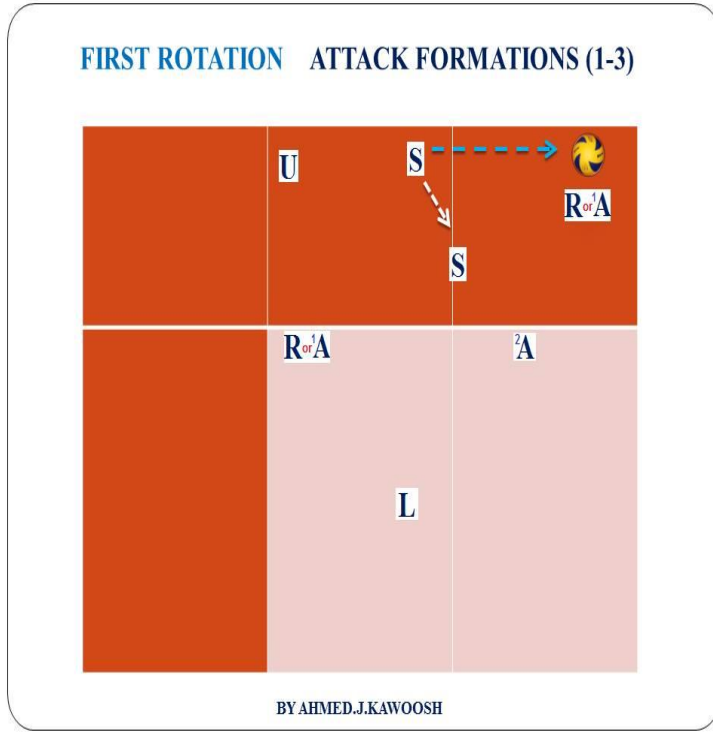 FIRST ROTATION ATTACK FORMATIONS (1-3)
U
S
R or ¹A
S
R or ¹A
²A
L
BY AHMED.J.KAWOOSH